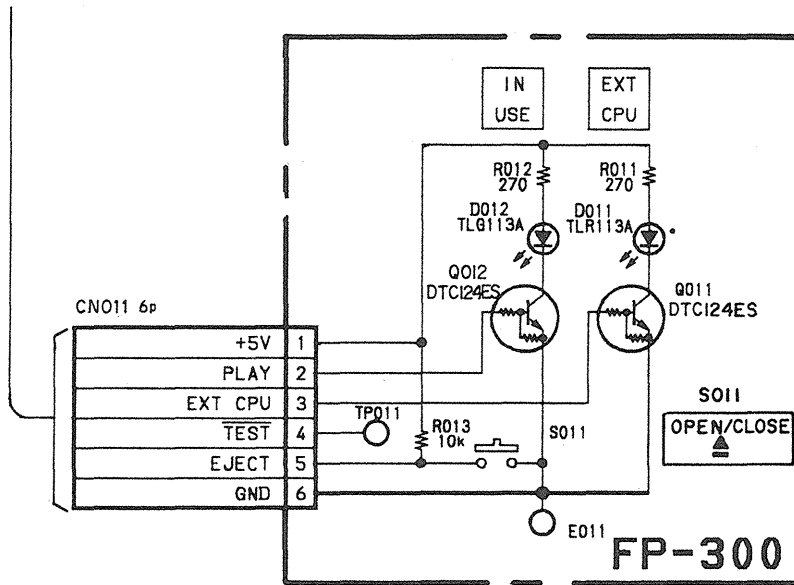 IN
USE
EXT
CPU
R012
270
R011
270
D012
TLG113A
D011
TLR113A
Q012
DTC124ES
Q011
DTC124ES
CN011 6p
+5V 1
PLAY 2
EXT CPU 3
TEST 4
EJECT 5
GND 6
TP011
R013
10k
S011
S011
OPEN/CLOSE
E011
FP-300